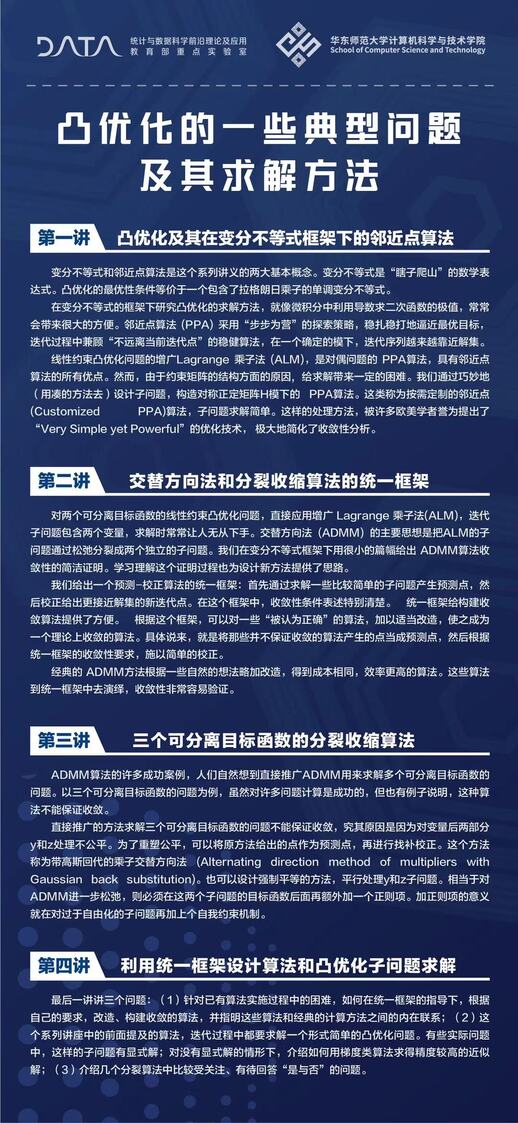 DATA
统计与数据科学前沿理论及应用
教育部重点实验室
华东师范大学计算机科学与技术学院
School of Computer Science and Technology
凸优化的一些典型问题
及其求解方法
第一讲 凸优化及其在变分不等式框架下的邻近点算法
变分不等式和邻近点算法是这个系列讲义的两大基本概念。变分不等式是“瞎子爬山”的数学表
达式。凸优化的最优性条件等价于一个包含了拉格朗日乘子的单调变分不等式。
在变分不等式的框架下研究凸优化的求解方法，就像微积分中利用导数求二次函数的极值，常常
会带来很大的方便。邻近点算法（PPA）采用“步步为营”的探索策略，稳扎稳打地逼近最优目标，
迭代过程中兼顾“不远离当前迭代点”的稳健算法，在一个确定的模下，迭代序列越来越靠近解集。
线性约束凸优化问题的增广Lagrange 乘子法 (ALM)，是对偶问题的 PPA算法，具有邻近点
算法的所有优点。然而，由于约束矩阵的结构方面的原因，给求解带来一定的困难。我们通过巧妙地
（用凑的方法去）设计子问题，构造对称正定矩阵H模下的 PPA算法。这类称为按需定制的邻近点
(Customized PPA)算法，子问题求解简单。这样的处理方法，被许多欧美学者誉为提出了
“Very Simple yet Powerful”的优化技术，极大地简化了收敛性分析。
第二讲 交替方向法和分裂收缩算法的统一框架
对两个可分离目标函数的线性约束凸优化问题，直接应用增广 Lagrange 乘子法(ALM)，迭代
子问题包含两个变量，求解时常常让人无从下手。交替方向法（ADMM）的主要思想是把ALM的子
问题通过松弛分裂成两个独立的子问题。我们在变分不等式框架下用很小的篇幅给出 ADMM算法收敛
性的简洁证明。学习理解这个证明过程也为设计新方法提供了思路。
我们给出一个预测-校正算法的统一框架：首先通过求解一些比较简单的子问题产生预测点，然
后校正给出更接近解集的新迭代点。在这个框架中，收敛性条件表述特别清楚。 统一框架给构建收
敛算法提供了方便。 根据这个框架，可以对一些“被认为正确”的算法，加以适当改造，使之成为
一个理论上收敛的算法。具体说来，就是将那些并不保证收敛的算法产生的点当成预测点，然后根据
统一框架的收敛性要求，施以简单的校正。
经典的 ADMM方法根据一些自然的想法略加改造，得到成本相同，效率更高的算法。这些算法
到统一框架中去演绎，收敛性非常容易验证。
第三讲 三个可分离目标函数的分裂收缩算法
ADMM算法的许多成功案例，人们自然想到直接推广ADMM用来求解多个可分离目标函数的
问题。以三个可分离目标函数的问题为例，虽然对许多问题计算是成功的，但也有例子说明，这种算
法不能保证收敛。
直接推广的方法求解三个可分离目标函数的问题不能保证收敛，究其原因是因为对变量后两部分
y和z处理不公平。为了重塑公平，可以将原方法给出的点作为预测点，再进行找补校正。这个方法
称为带高斯回代的乘子交替方向法（Alternating direction method of multipliers with
Gaussian back substitution)。也可以设计强制平等的方法，平行处理y和z子问题。相当于对
ADMM进一步松弛，则必须在这两个子问题的目标函数后面再额外加一个正则项。加正则项的意义
就在对过于自由化的子问题再加上个自我约束机制。
第四讲 利用统一框架设计算法和凸优化子问题求解
最后一讲讲三个问题：（1）针对已有算法实施过程中的困难，如何在统一框架的指导下，根据
自己的要求，改造、构建收敛的算法，并指明这些算法和经典的计算方法之间的内在联系；（2）这
个系列讲座中的前面提及的算法，迭代过程中都要求解一个形式简单的凸优化问题。有些实际问题
中，这样的子问题有显式解；对没有显式解的情形下，介绍如何用梯度类算法求得精度较高的近似
解；（3）介绍几个分裂算法中比较受关注、有待回答“是与否”的问题。